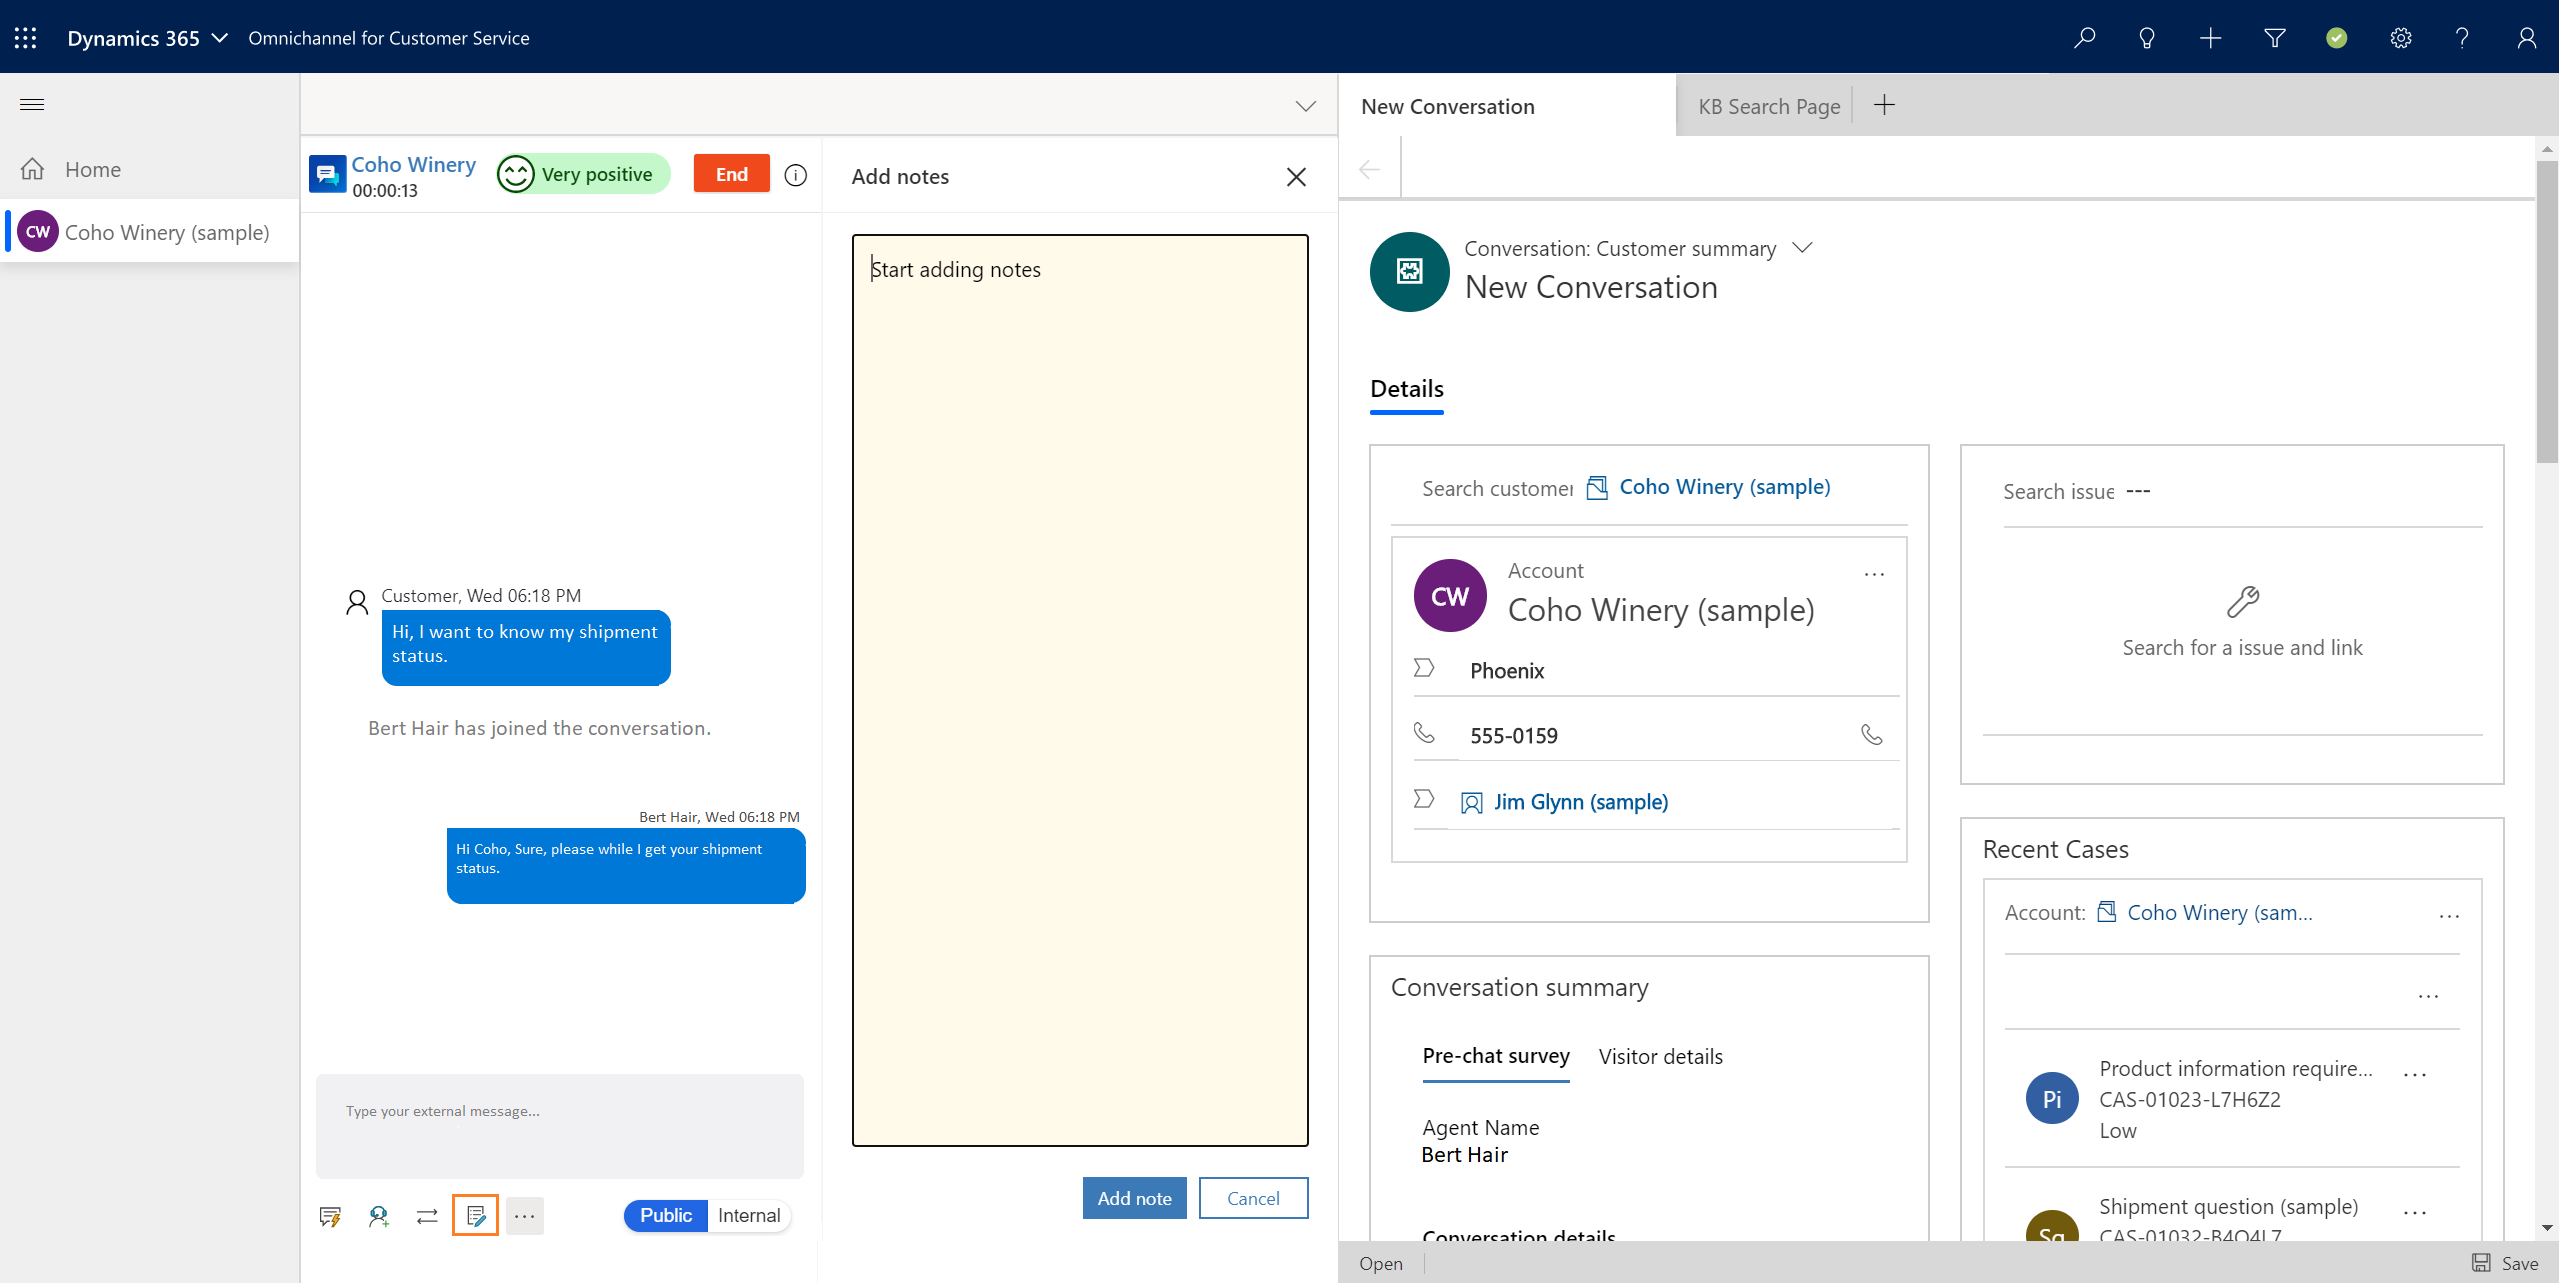 Dynamics 365
Omnichannel for Customer Service
Home
CW
Coho Winery (sample)
Coho Winery
00:00:13
Very positive
End
Customer, Wed 06:18 PM
Hi, I want to know my shipment
status.
Bert Hair has joined the conversation.
Bert Hair, Wed 06:18 PM
Hi Coho, Sure, please while I get your shipment
status.
Type your external message...
Public
Internal
Add notes
Start adding notes
Add note
Cancel
New Conversation
KB Search Page
Conversation: Customer summary
New Conversation
Details
Search customer
Coho Winery (sample)
CW
Account
Coho Winery (sample)
...
Phoenix
555-0159
Jim Glynn (sample)
Conversation summary
Pre-chat survey
Visitor details
Agent Name
Bert Hair
Conversation details
Search issue
---
Search for a issue and link
Recent Cases
Account:
Coho Winery (sam...
...
...
Pi
Product information require...
CAS-01023-L7H6Z2
Low
...
Sq
Shipment question (sample)
CAS-01032-B4Q4L7
...
Open
Save